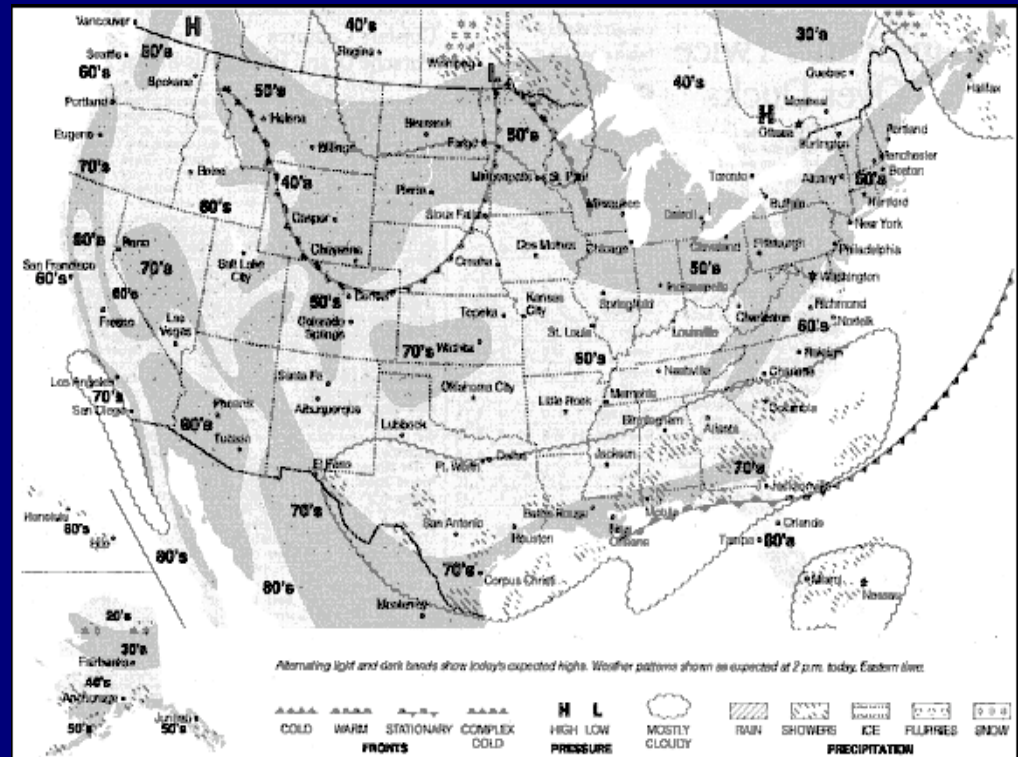 Vancouver
H
40's
30's
Seattle
60's
Regina
Winnipeg
L
60's
Spokane
40's
Quebec
Halifax
50's
Portland
Helena
Bismarck
Fargo
50's
H
Montreal
Ottawa
Burlington
Portland
Eugene
Billings
Minneapolis
St. Paul
Toronto
Manchester
Boston
70's
Boise
40's
Pierre
Albany
50's
Hartford
60's
Casper
Sioux Falls
Milwaukee
Detroit
Buffalo
New York
80's
Reno
Cheyenne
Des Moines
Chicago
Cleveland
Pittsburgh
Philadelphia
San Francisco
60's
70's
Salt Lake
City
Omaha
50's
Indianapolis
Washington
60's
Fresno
50's
Denver
Colorado
Springs
Topeka
Kansas
City
Springfield
Charleston
Richmond
Norfolk
Las
Vegas
St. Louis
Louisville
60's
70's
Wichita
Raleigh
Los Angeles
70's
San Diego
Santa Fe
Oklahoma City
Nashville
Charlotte
Phoenix
Albuquerque
Little Rock
Memphis
Columbia
80's
Tucson
Lubbock
Birmingham
Atlanta
El Paso
Ft. Worth
Dallas
Jackson
70's
Jacksonville
Honolulu
Hilo
70's
San Antonio
Baton Rouge
Mobile
Houston
New
Orleans
Orlando
Tampa
80's
80's
80's
70's
Corpus Christi
Monterrey
Miami
Nassau
20's
30's
Fairbanks
Anchorage
50's
Juneau
50's
Alternating light and dark bands show today's expected highs. Weather patterns shown as expected at 2 p.m. today, Eastern time.
COLD WARM STATIONARY COMPLEX COLD
FRONTS
H L
HIGH LOW
PRESSURE
MOSTLY
CLOUDY
RAIN SHOWERS ICE FLURRIES SNOW
PRECIPITATION